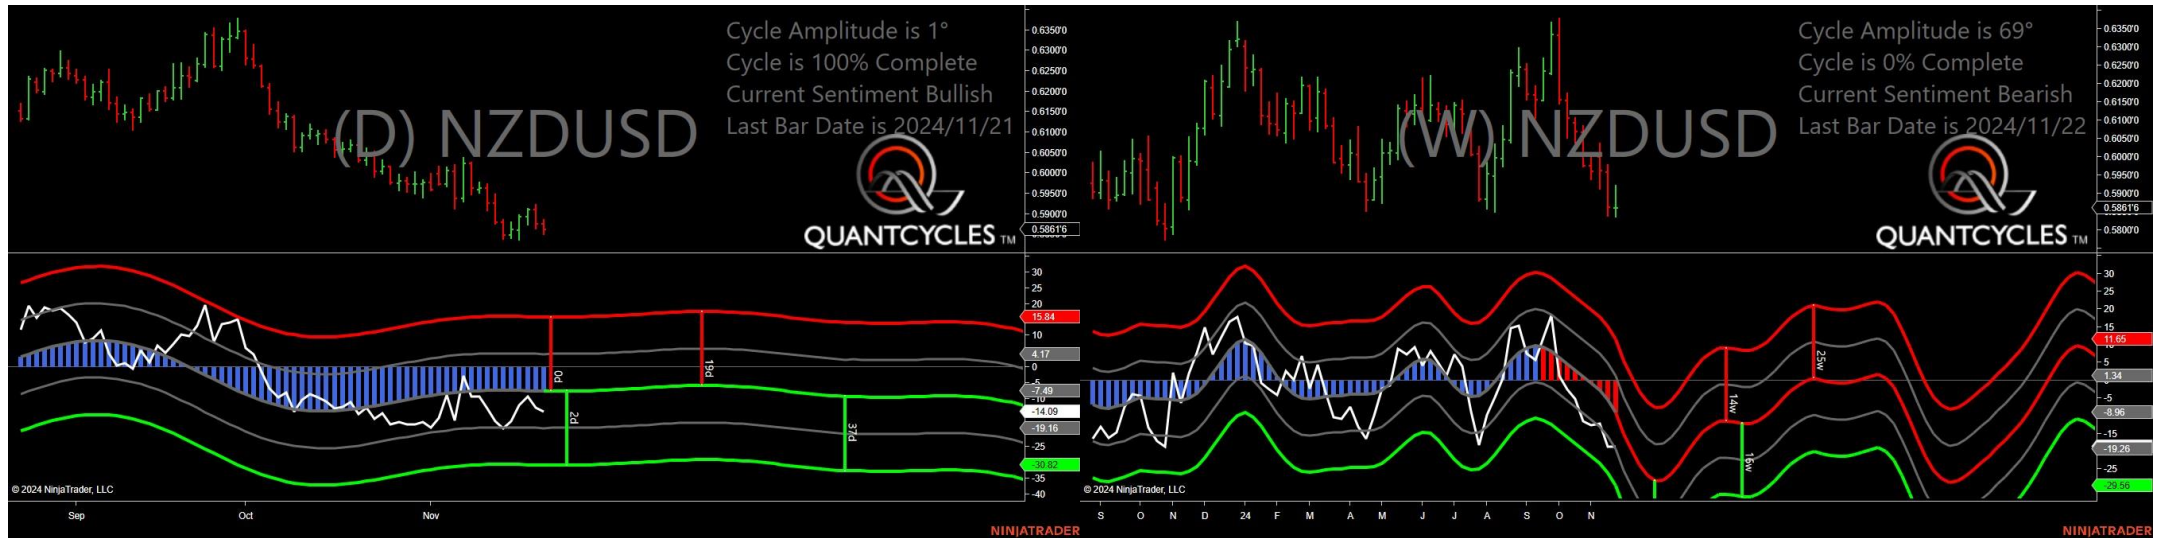 Cycle Amplitude is 1°
Cycle is 100% Complete
Current Sentiment Bullish
Last Bar Date is 2024/11/21
(D) NZDUSD
QUANTCYCLES TM
0.6350'0
0.6300'0
0.6250'0
0.6200'0
0.6150'0
0.6100'0
0.6050'0
0.6000'0
0.5950'0
0.5900'0
0.5861'6
30
25
20
15.84
10
4.17
0
-5
-7.49
-10
-14.09
-19.16
-25
-30.82
-35
-40
0d
2d
19d
37d
© 2024 NinjaTrader, LLC
Sep Oct Nov
NINJATRADER
Cycle Amplitude is 69°
Cycle is 0% Complete
Current Sentiment Bearish
Last Bar Date is 2024/11/22
(W) NZDUSD
QUANTCYCLES TM
0.6350'0
0.6300'0
0.6250'0
0.6200'0
0.6150'0
0.6100'0
0.6050'0
0.6000'0
0.5950'0
0.5900'0
0.5861'6
0.5800'0
30
25
20
15
11.65
5
1.34
-5
-8.96
-15
-19.26
-25
-29.56
14w
16w
25w
© 2024 NinjaTrader, LLC
S O N D 24 F M A M J J A S O N
NINJATRADER